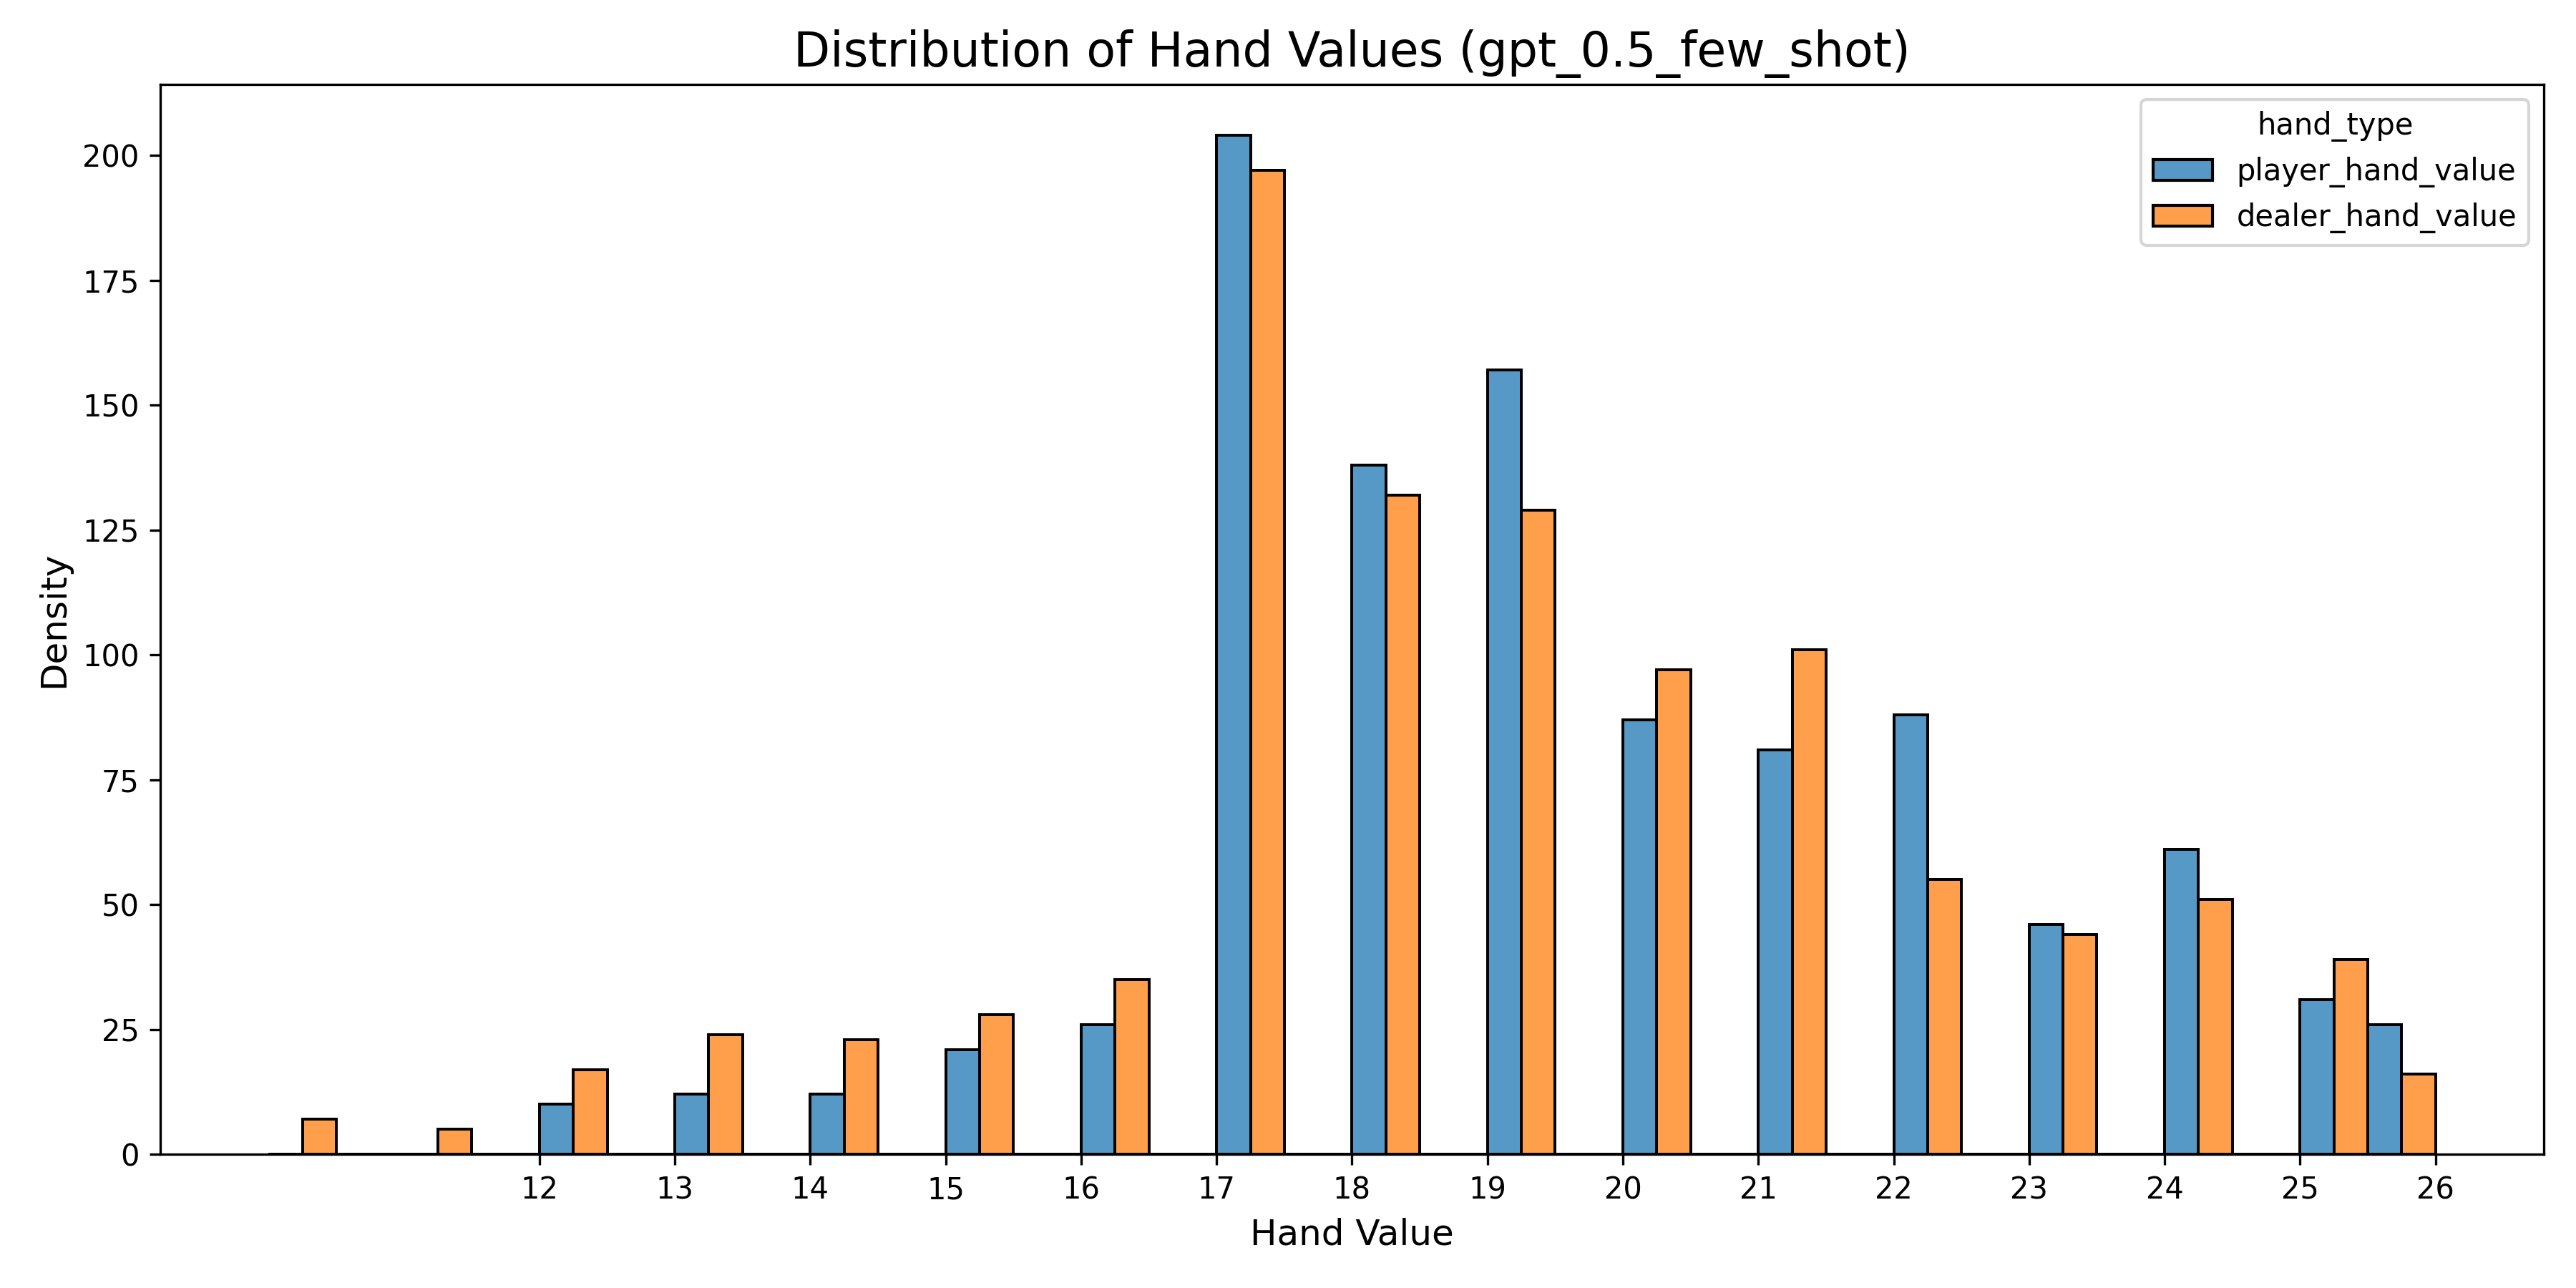 Distribution of Hand Values (gpt_0.5_few_shot)
hand_type
player_hand_value
dealer_hand_value
Density
200
175
150
125
100
75
50
25
0
12 13 14 15 16 17 18 19 20 21 22 23 24 25 26
Hand Value